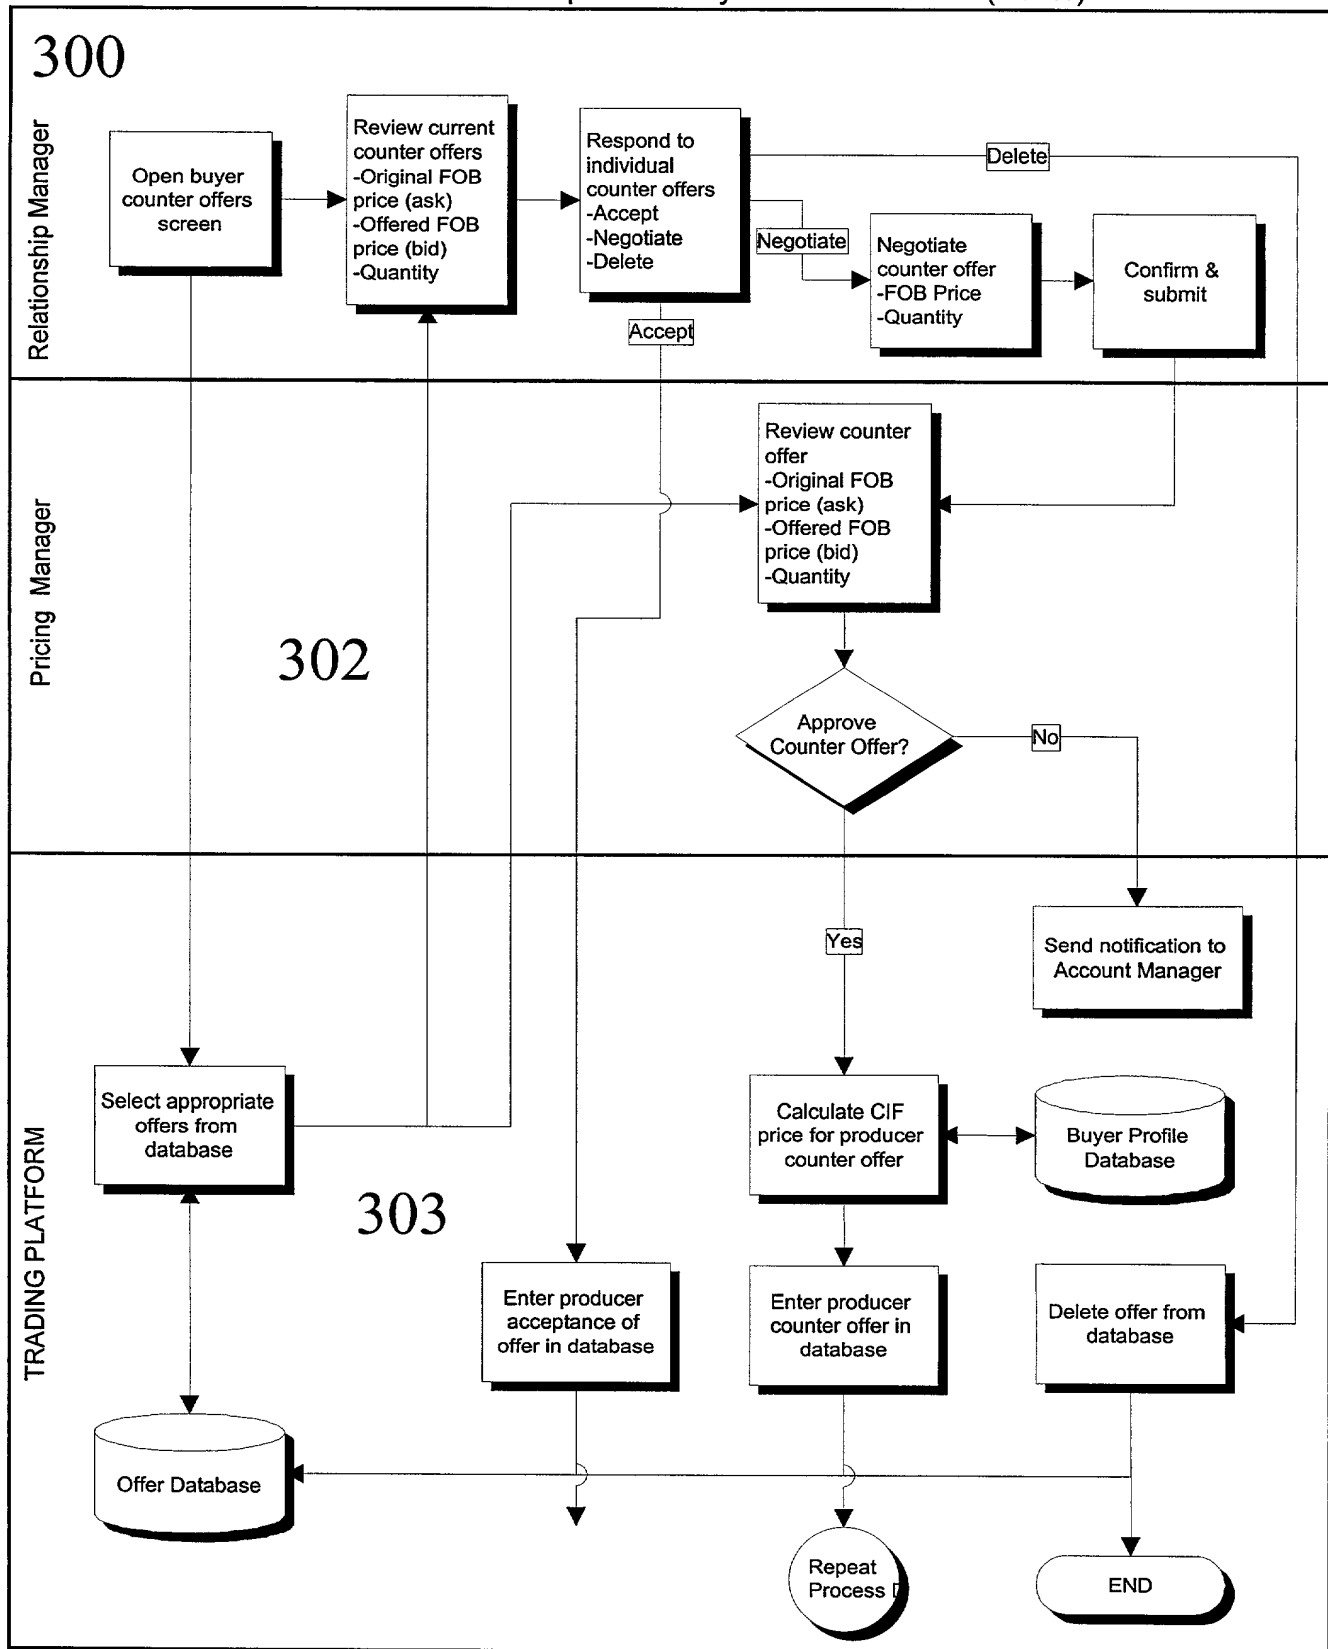 300
Relationship Manager
Open buyer
counter offers
screen
Review current
counter offers
-Original FOB
price (ask)
-Offered FOB
price (bid)
-Quantity
Respond to
individual
counter offers
-Accept
-Negotiate
-Delete
Delete
Negotiate
Accept
Negotiate
counter offer
-FOB Price
-Quantity
Confirm &
submit
Pricing Manager
302
Review counter
offer
-Original FOB
price (ask)
-Offered FOB
price (bid)
-Quantity
Approve
Counter Offer?
No
Yes
TRADING PLATFORM
303
Send notification to
Account Manager
Select appropriate
offers from
database
Calculate CIF
price for producer
counter offer
Buyer Profile
Database
Enter producer
acceptance of
offer in database
Enter producer
counter offer in
database
Delete offer from
database
Offer Database
Repeat
Process
END